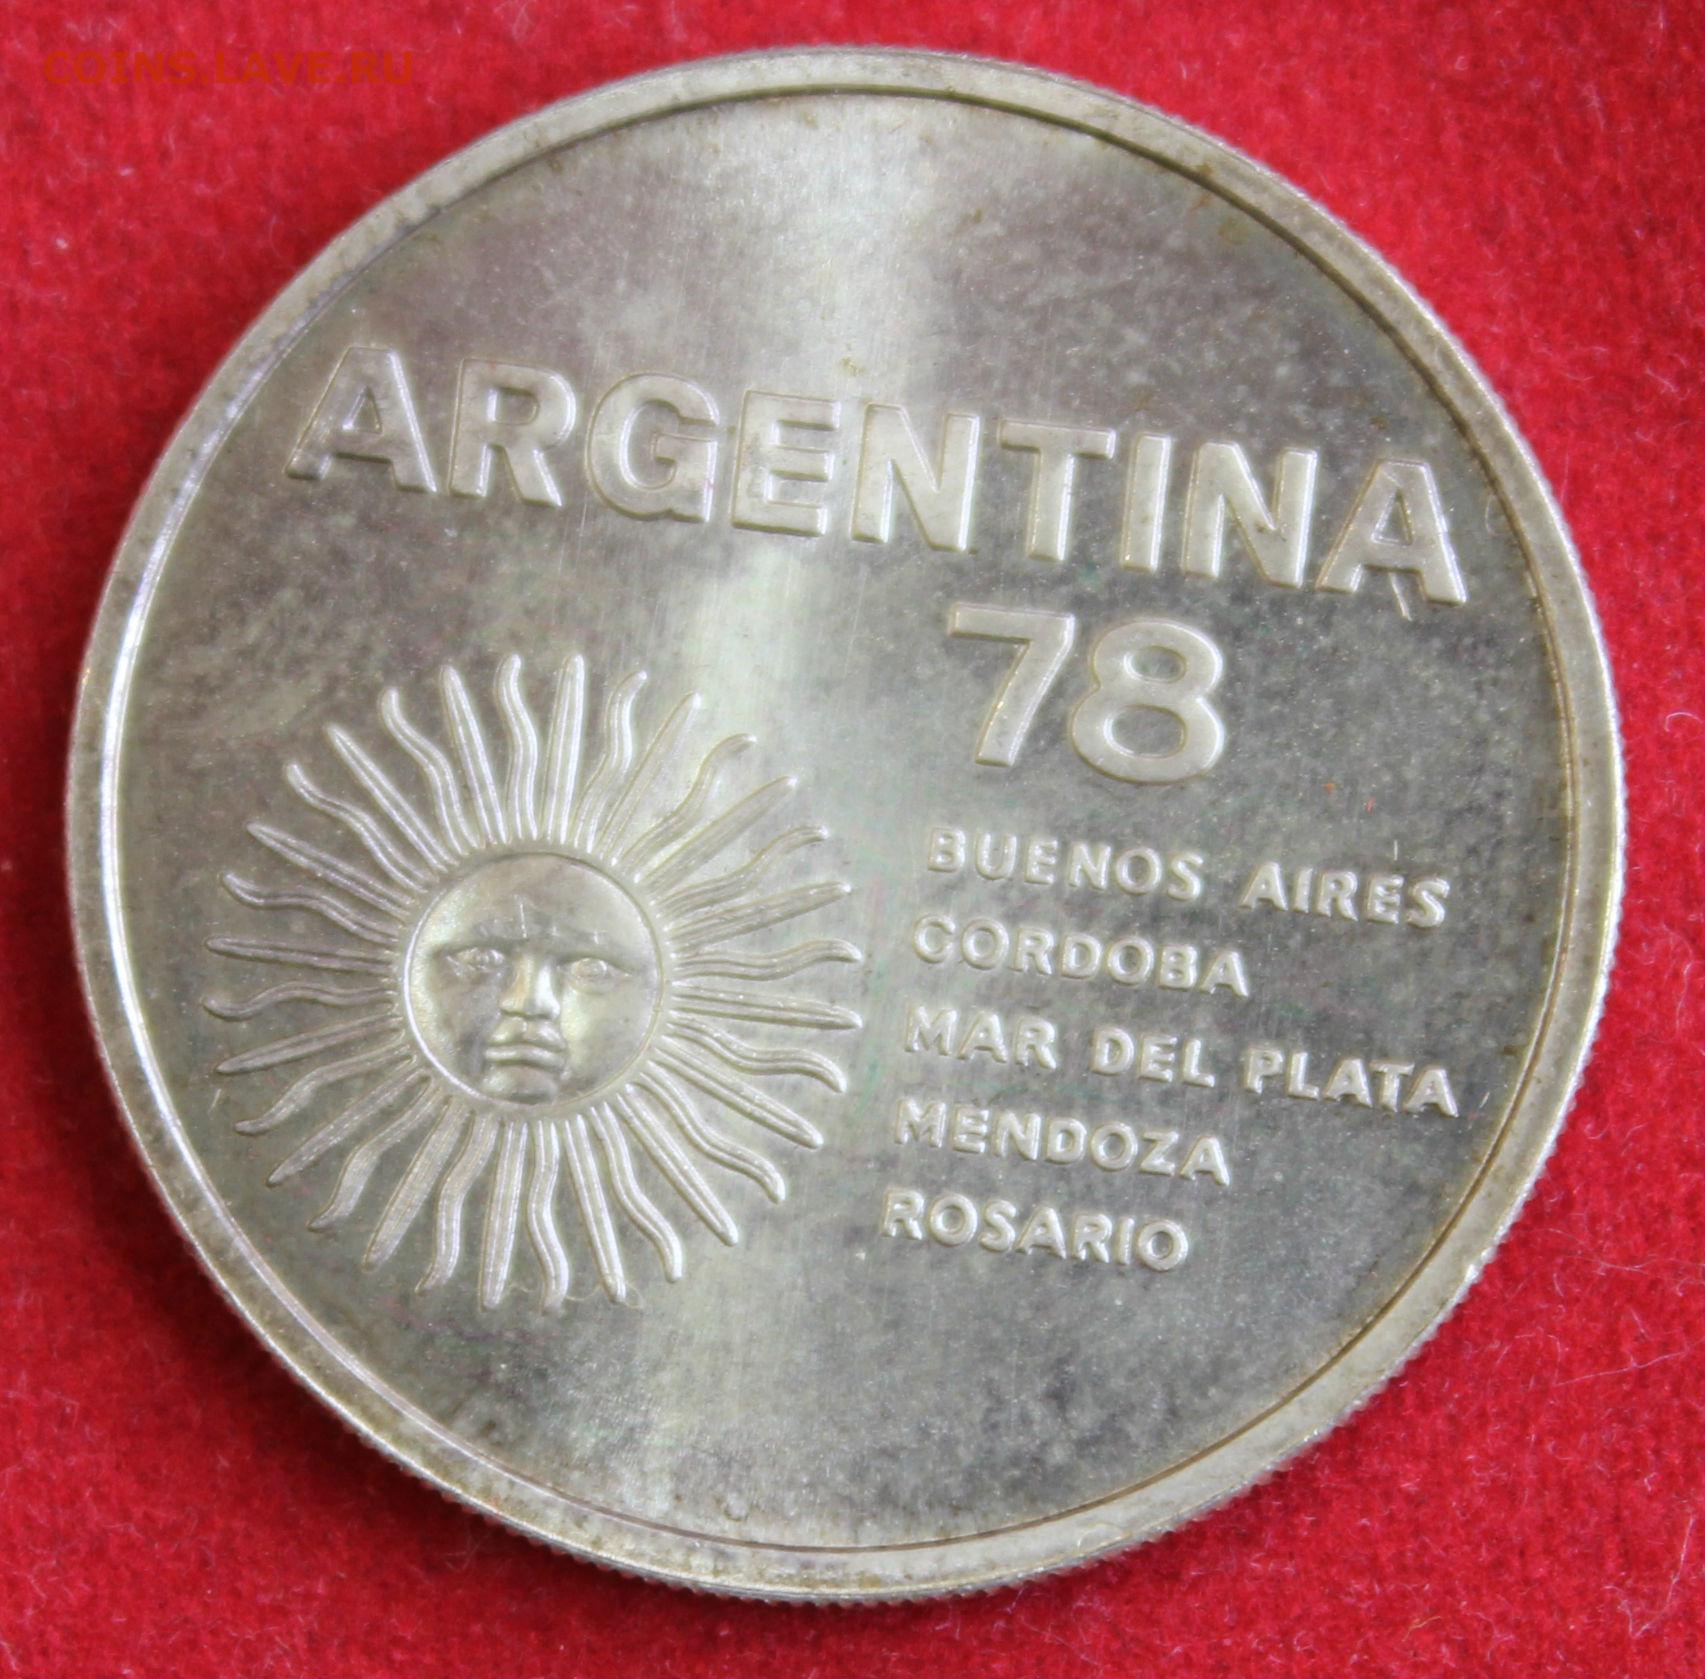 COINS.LAVE.RU
ARGENTINA
78
BUENOS AIRES
CORDOBA
MAR DEL PLATA
MENDOZA
ROSARIO